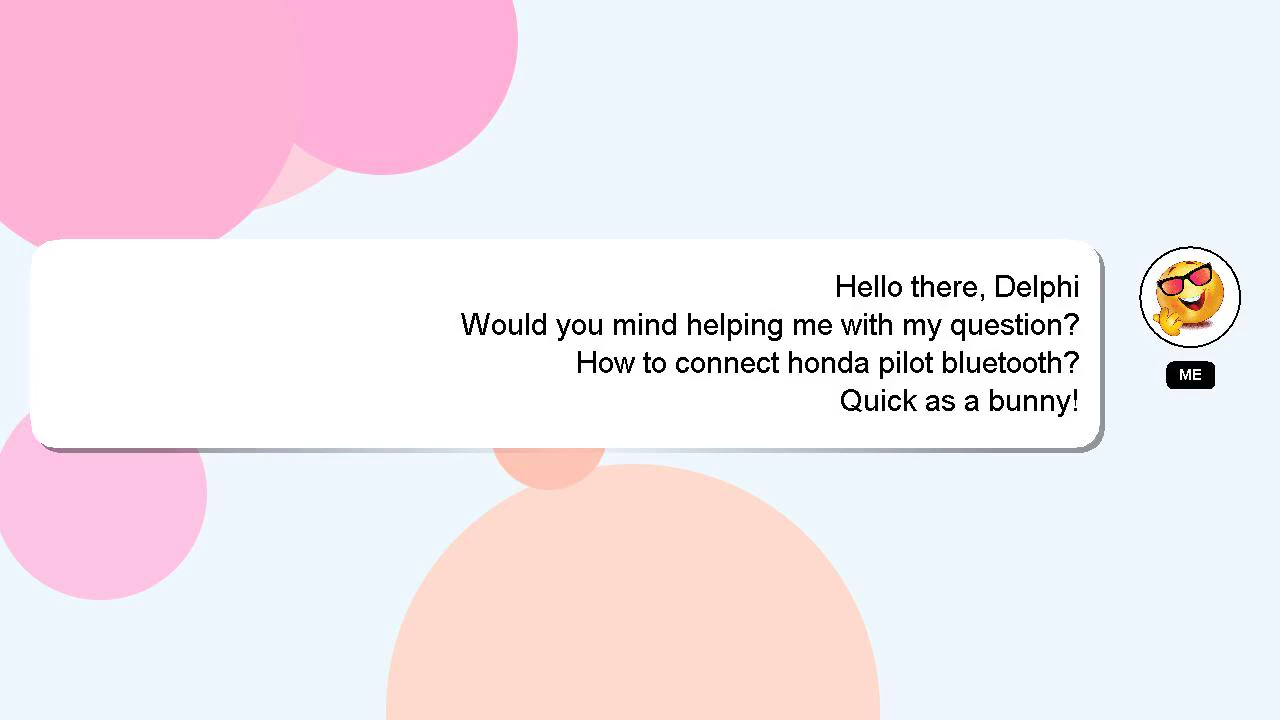 Hello there, Delphi
Would you mind helping me with my question?
How to connect honda pilot bluetooth?
Quick as a bunny!
ME